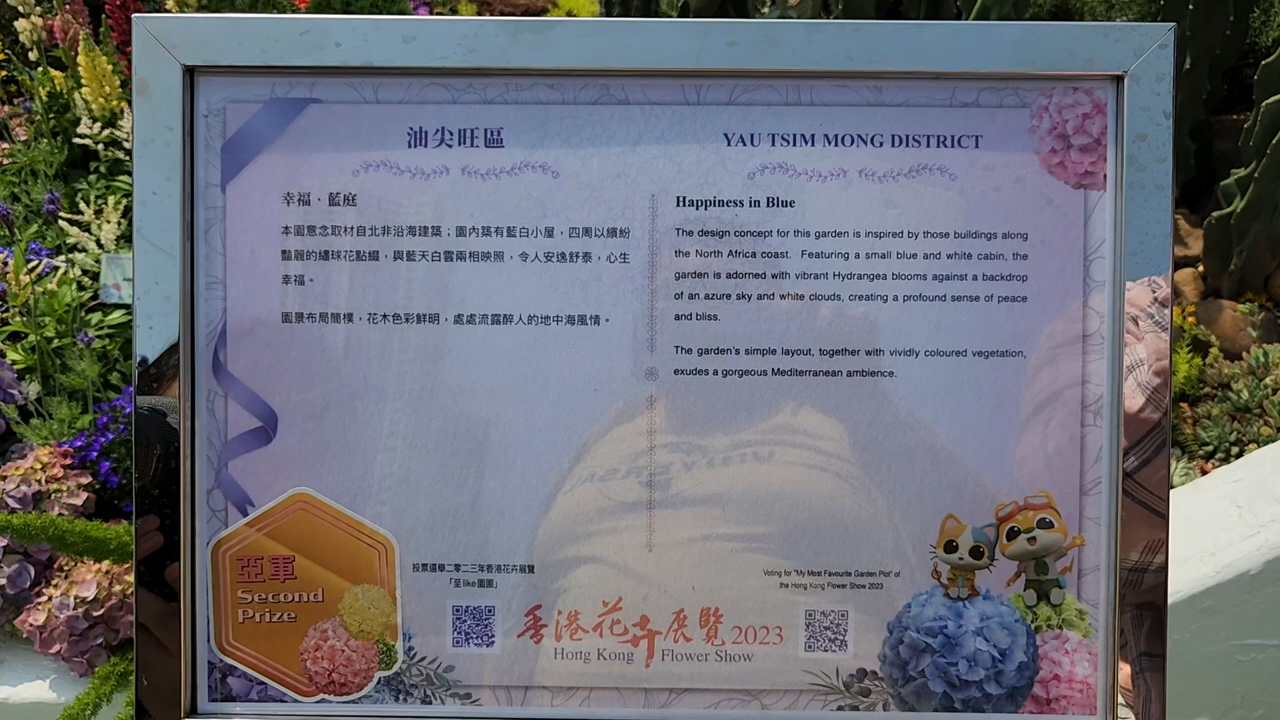 油尖旺區
幸福、藍庭
本園意念取材自北非沿海建築；園內築有藍白小屋，四周以繽紛
豔麗的繡球花點綴，與藍天白雲兩相映照，令人安逸舒泰，心生
幸福。
園景布局簡樸，花木色彩鮮明，處處流露醉人的地中海風情。
YAU TSIM MONG DISTRICT
Happiness in Blue
The design concept for this garden is inspired by those buildings along
the North Africa coast. Featuring a small blue and white cabin, the
garden is adorned with vibrant Hydrangea blooms against a backdrop
of an azure sky and white clouds, creating a profound sense of peace
and bliss.
The garden's simple layout, together with vividly coloured vegetation,
exudes a gorgeous Mediterranean ambience.
亞軍
Second
Prize
投票選舉二零二三年香港花卉展覽
「至like園圃」
Voting for "My Most Favourite Garden Plot" of
the Hong Kong Flower Show 2023
香港花卉展覽 2023
Hong Kong Flower Show